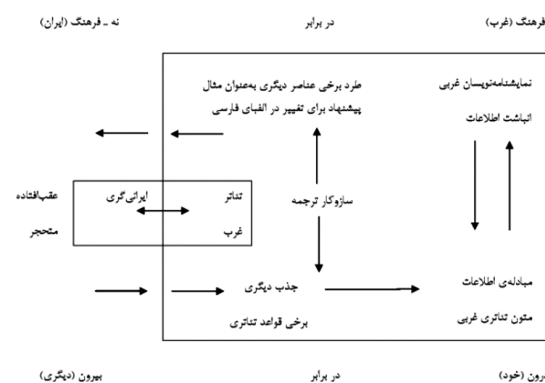 فرهنگ (غرب)
در برابر
نه ـ فرهنگ (ایران)
نمایشنامه‌نویسان غربی
انباشت اطلاعات
طرد برخی عناصر دیگری به‌عنوان مثال
پیشنهاد برای تغییر در الفبای فارسی
سازوکار ترجمه
تئاتر
غرب
ایرانی‌گری
عقب‌افتاده
متحجر
مبادله‌ی اطلاعات
متون تئاتری غربی
جذب دیگری
برخی قواعد تئاتری
(خود)
در برابر
بیرون (دیگری)